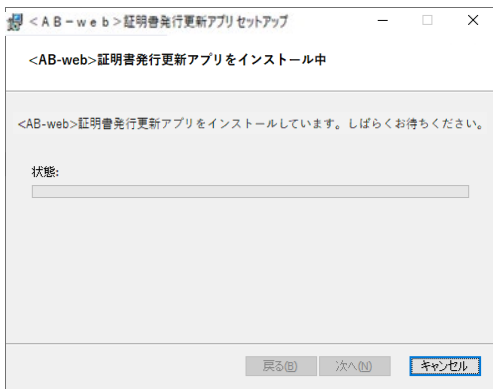 ＜ＡＢ－ｗｅｂ＞証明書発行更新アプリ セットアップ
<AB-web>証明書発行更新アプリをインストール中
<AB-web>証明書発行更新アプリをインストールしています。しばらくお待ちください。
状態:
戻る(B) 次へ(N) キャンセル